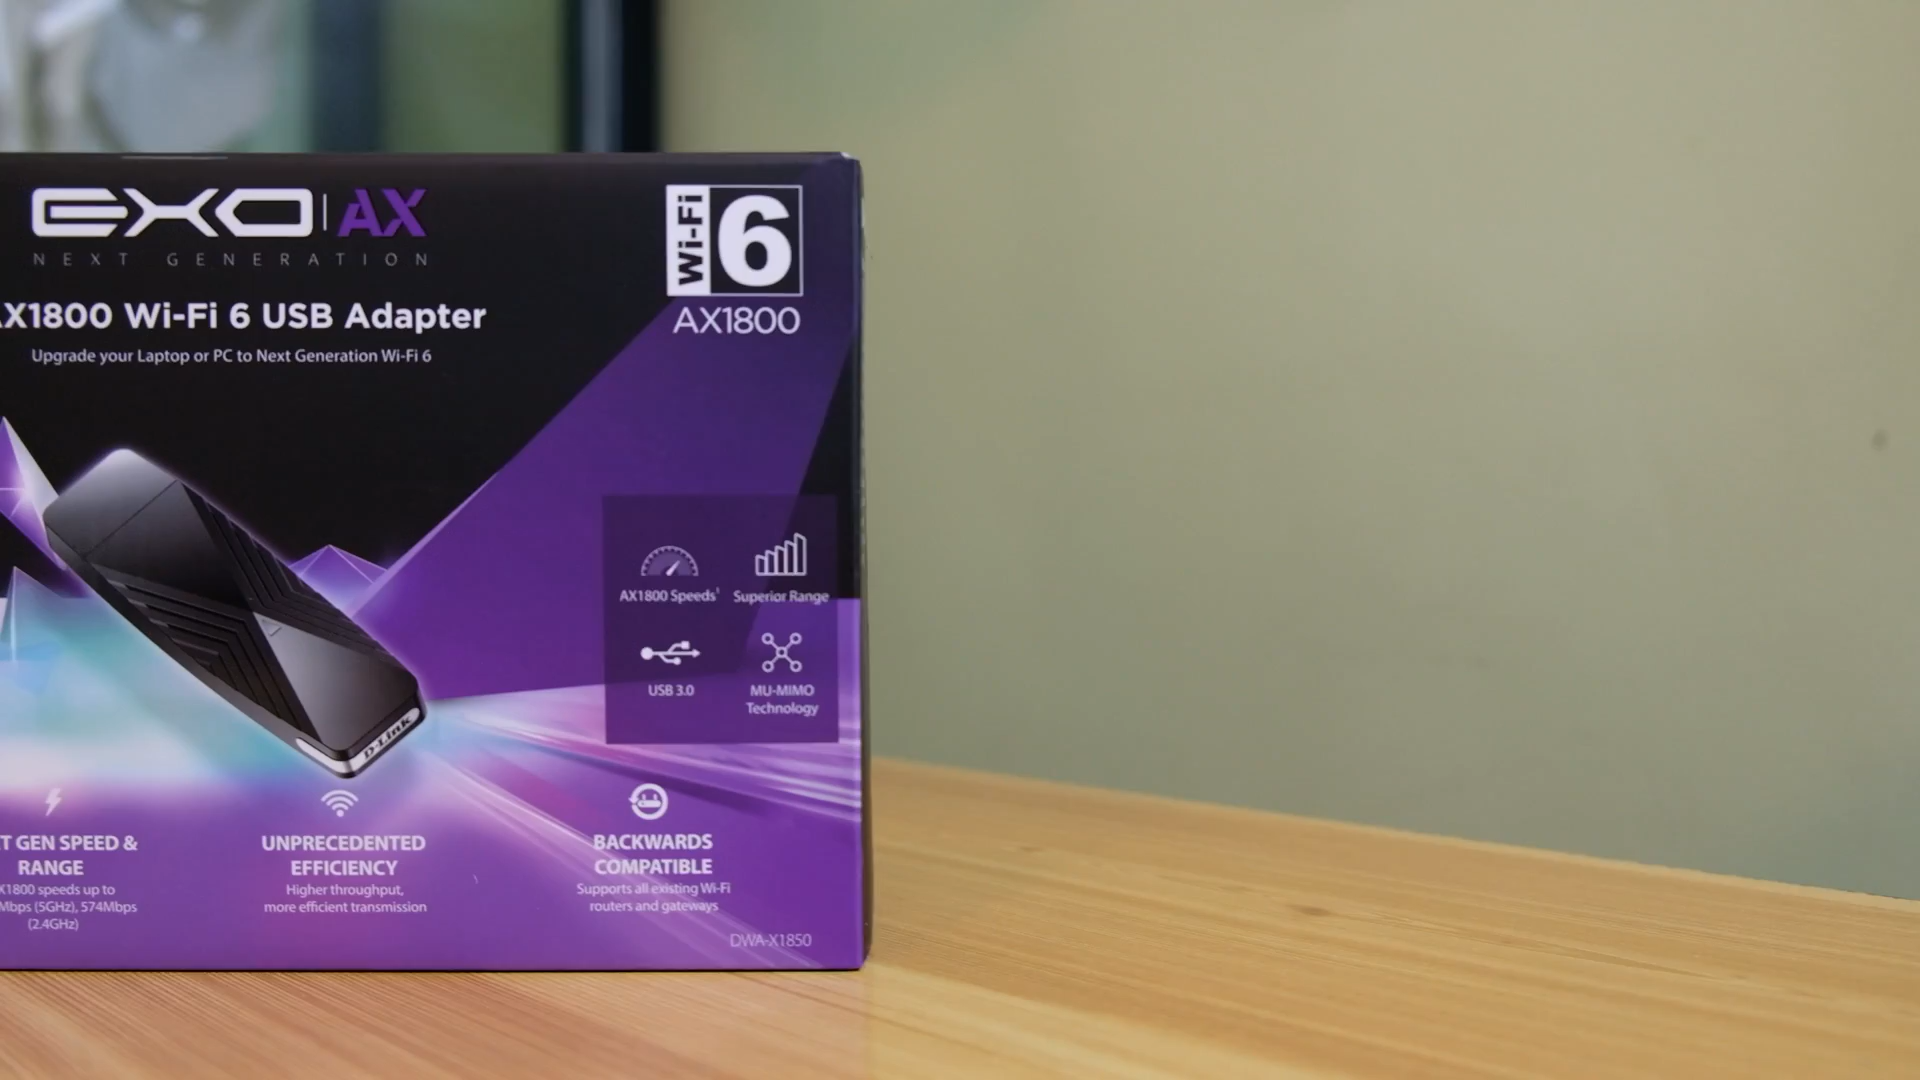 EXO | AX
NEXT GENERATION
AX1800 Wi-Fi 6 USB Adapter
Upgrade your Laptop or PC to Next Generation Wi-Fi 6
Wi-Fi 6
AX1800
AX1800 Speeds¹
Superior Range
USB 3.0
MU-MIMO
Technology
D-Link
T GEN SPEED &
RANGE
X1800 speeds up to
Mbps (5GHz), 574Mbps
(2.4GHz)
UNPRECEDENTED
EFFICIENCY
Higher throughput,
more efficient transmission
BACKWARDS
COMPATIBLE
Supports all existing Wi-Fi
routers and gateways
DWA-X1850